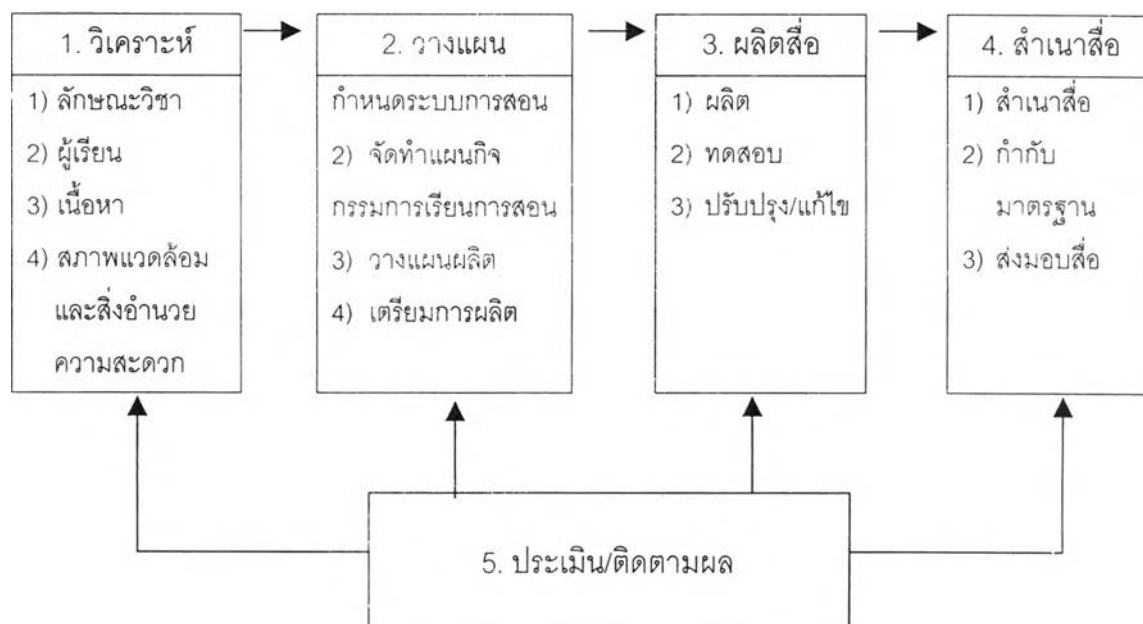 1. วิเคราะห์
1) ลักษณะวิชา
2) ผู้เรียน
3) เนื้อหา
4) สภาพแวดล้อม
และสิ่งอำนวย
ความสะดวก
2. วางแผน
กำหนดระบบการสอน
2) จัดทำแผนกิจ
กรรมการเรียนการสอน
3) วางแผนผลิต
4) เตรียมการผลิต
3. ผลิตสื่อ
1) ผลิต
2) ทดสอบ
3) ปรับปรุง/แก้ไข
4. สำเนาสื่อ
1) สำเนาสื่อ
2) กำกับ
มาตรฐาน
3) ส่งมอบสื่อ
5. ประเมิน/ติดตามผล